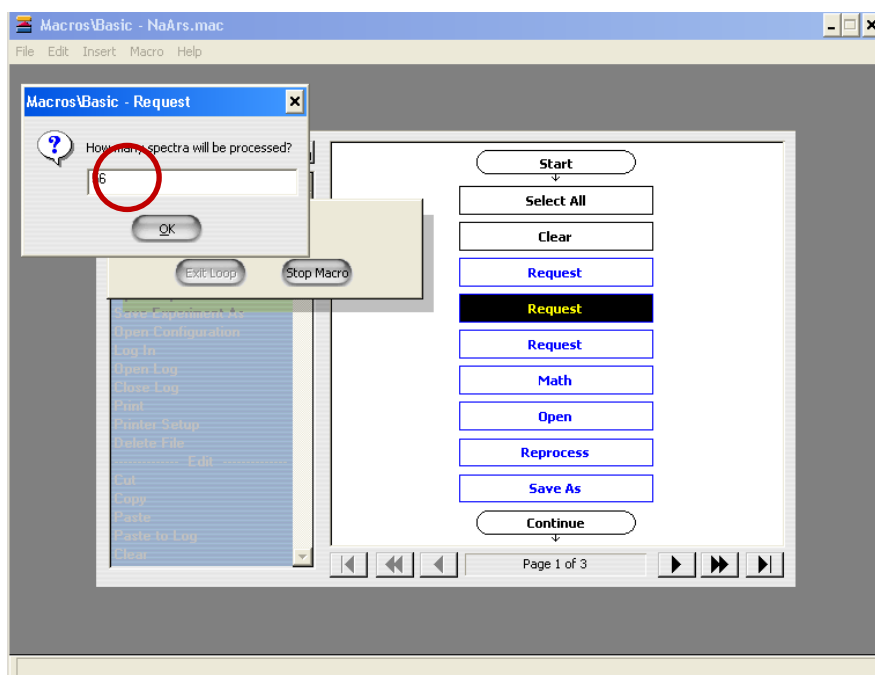 Macros\Basic - NaArs.mac
File Edit Insert Macro Help
Macros\Basic - Request
How many spectra will be processed?
OK
Exit Loop
Stop Macro
Save Experiment As
Open Configuration
Log In
Open Log
Close Log
Print
Printer Setup
Delete File
Edit
Cut
Copy
Paste
Paste to Log
Clear
Start
Select All
Clear
Request
Request
Request
Math
Open
Reprocess
Save As
Continue
Page 1 of 3